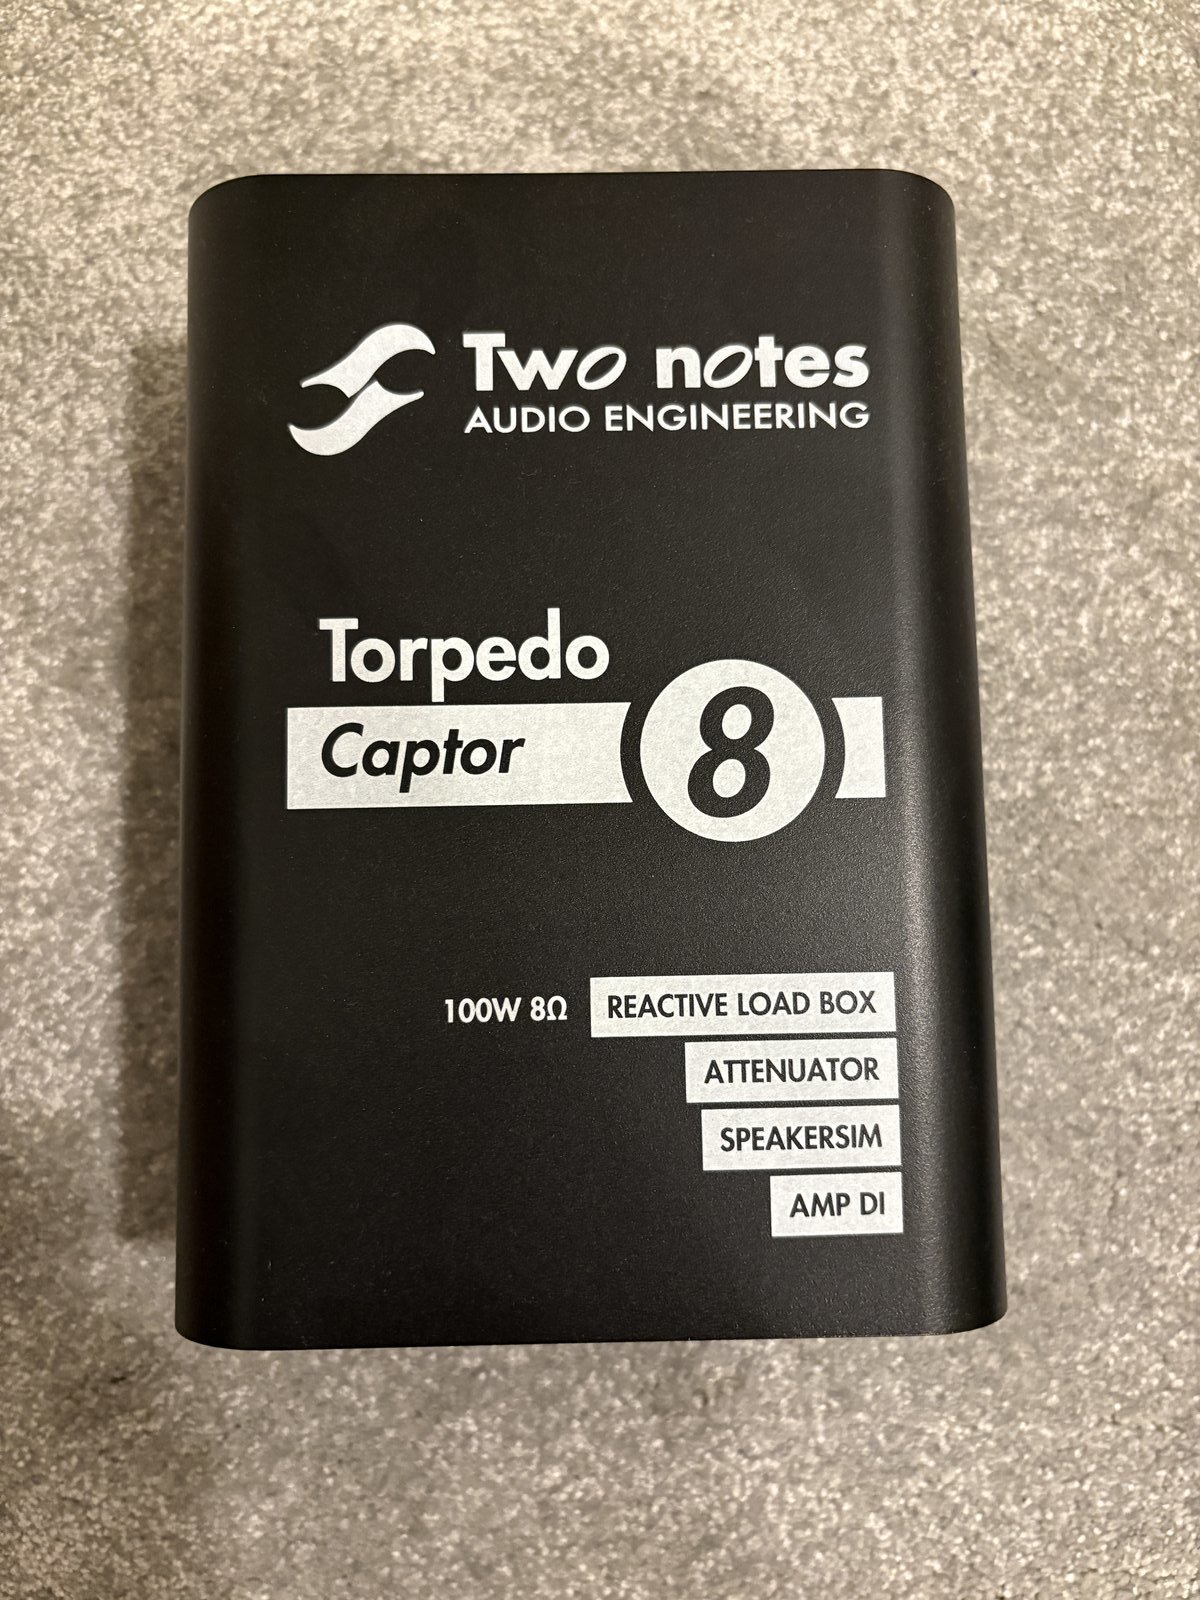 Two notes
AUDIO ENGINEERING
Torpedo
Captor 8
100W 8Ω REACTIVE LOAD BOX
ATTENUATOR
SPEAKERSIM
AMP DI